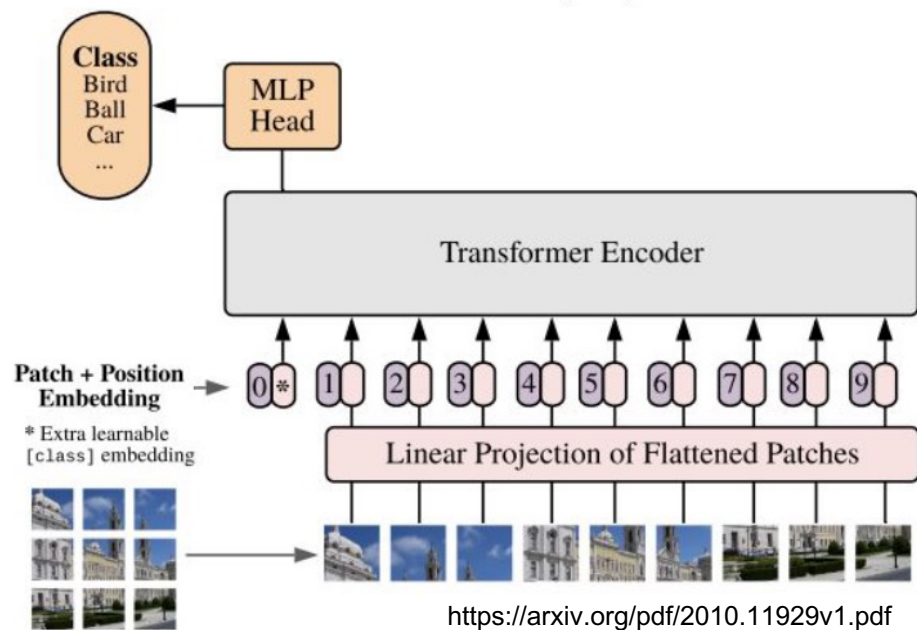 Class
Bird
Ball
Car
...
MLP
Head
Transformer Encoder
Patch + Position
Embedding
0 * 1 2 3 4 5 6 7 8 9
* Extra learnable
[class] embedding
Linear Projection of Flattened Patches
https://arxiv.org/pdf/2010.11929v1.pdf